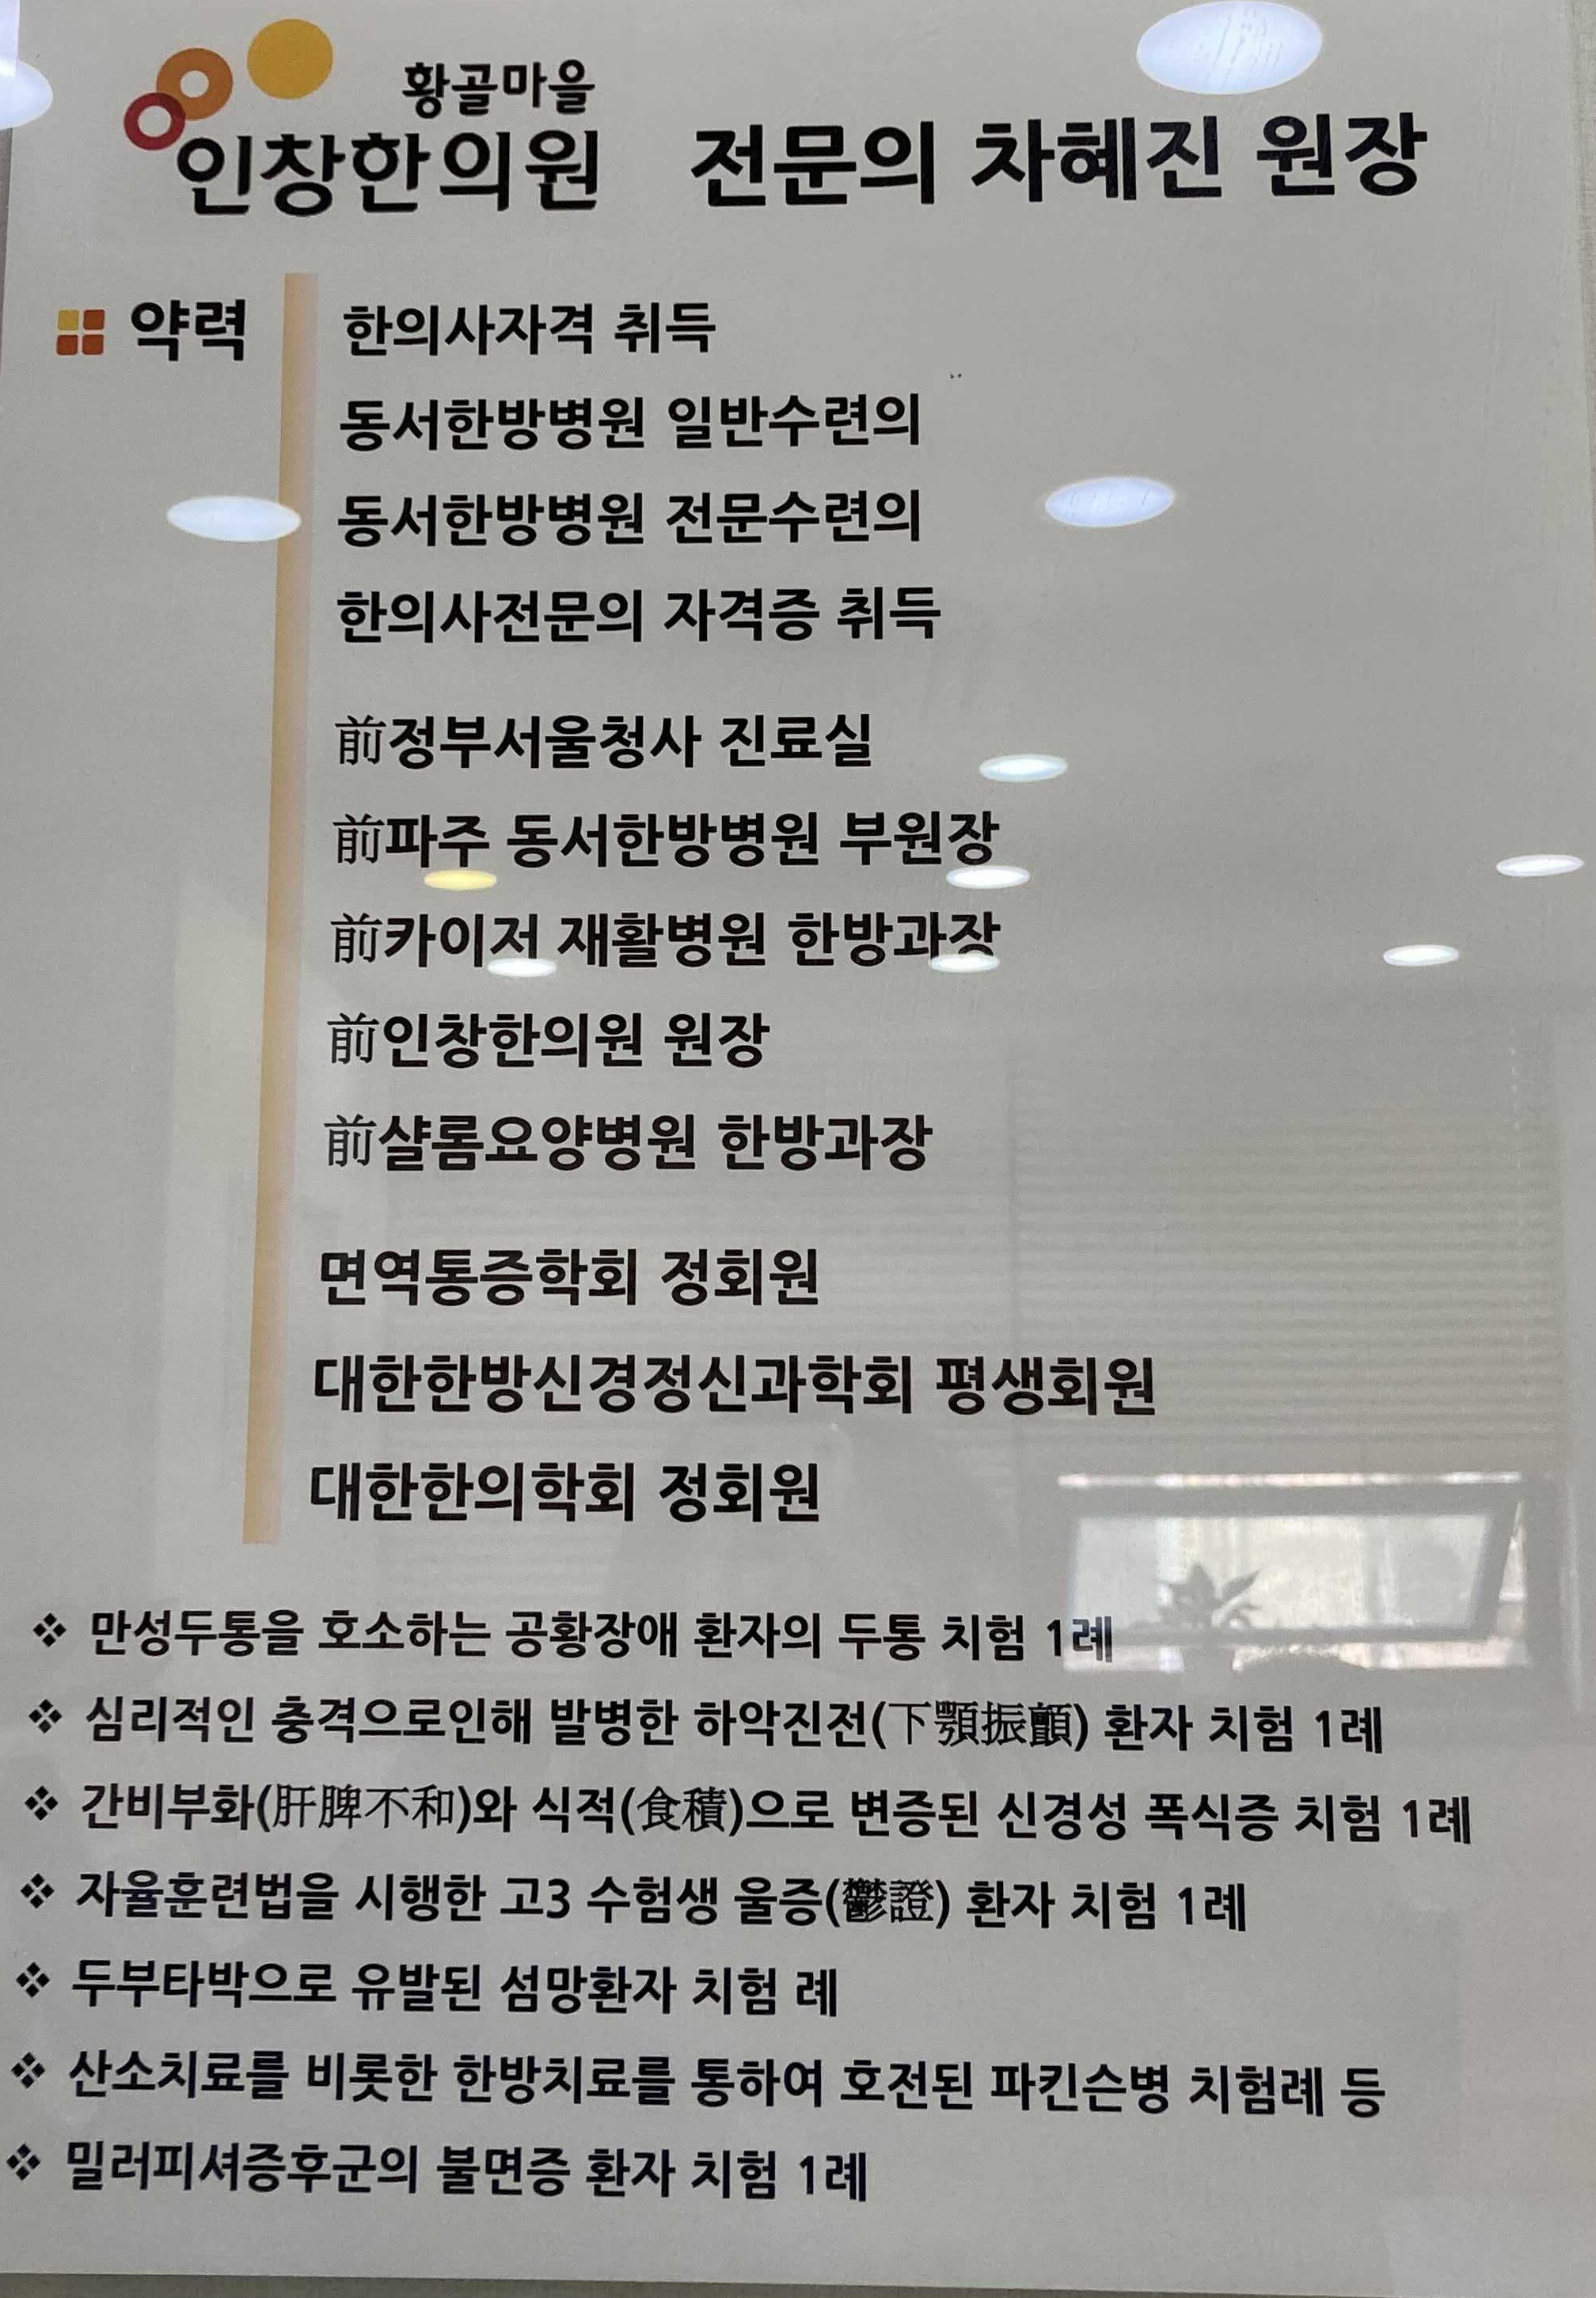 황골마을
인창한의원 전문의 차혜진 원장
약력
한의사자격 취득
동서한방병원 일반수련의
동서한방병원 전문수련의
한의사전문의 자격증 취득
前정부서울청사 진료실
前파주 동서한방병원 부원장
前카이저 재활병원 한방과장
前인창한의원 원장
前샬롬요양병원 한방과장
면역통증학회 정회원
대한한방신경정신과학회 평생회원
대한한의학회 정회원
❖ 만성두통을 호소하는 공황장애 환자의 두통 치험 1례
❖ 심리적인 충격으로인해 발병한 하악진전(下顎振顫) 환자 치험 1례
❖ 간비부화(肝脾不和)와 식적(食積)으로 변증된 신경성 폭식증 치험 1례
❖ 자율훈련법을 시행한 고3 수험생 울증(鬱證) 환자 치험 1례
❖ 두부타박으로 유발된 섬망환자 치험 례
❖ 산소치료를 비롯한 한방치료를 통하여 호전된 파킨슨병 치험례 등
❖ 밀러피셔증후군의 불면증 환자 치험 1례